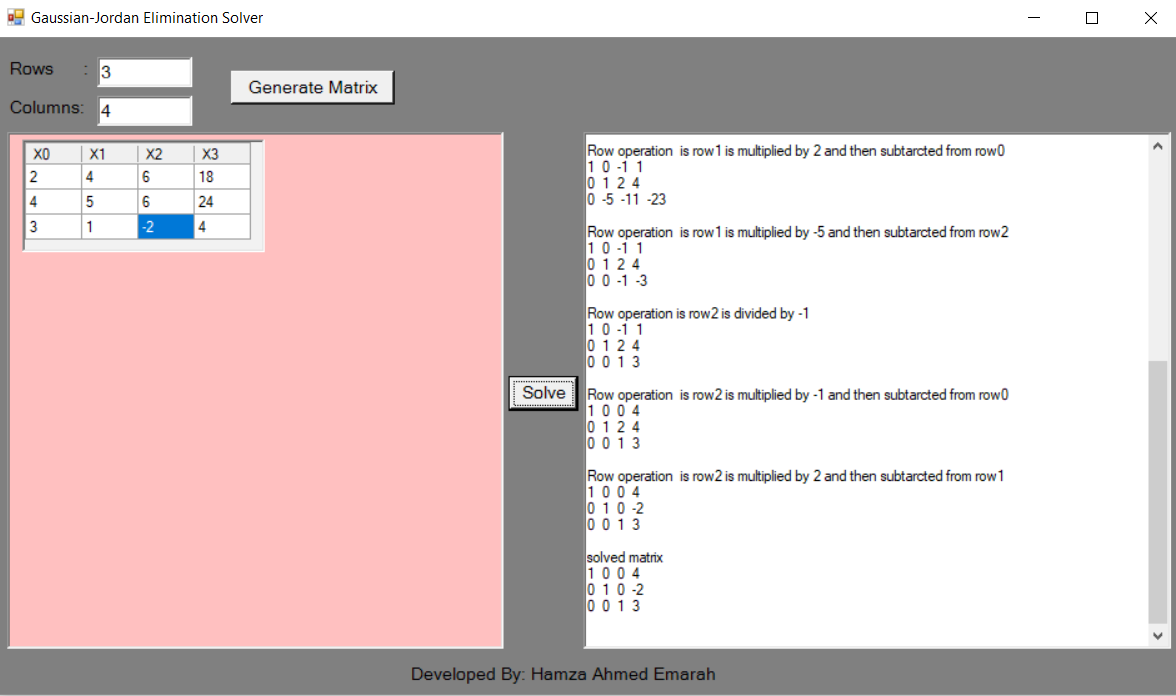 Gaussian-Jordan Elimination Solver
Rows : 3
Generate Matrix
Columns: 4
X0 X1 X2 X3
2 4 6 18
4 5 6 24
3 1 -2 4
Solve
Row operation is row1 is multiplied by 2 and then subtarcted from row0
1 0 -1 1
0 1 2 4
0 -5 -11 -23
Row operation is row1 is multiplied by -5 and then subtarcted from row2
1 0 -1 1
0 1 2 4
0 0 -1 -3
Row operation is row2 is divided by -1
1 0 -1 1
0 1 2 4
0 0 1 3
Row operation is row2 is multiplied by -1 and then subtarcted from row0
1 0 0 4
0 1 2 4
0 0 1 3
Row operation is row2 is multiplied by 2 and then subtarcted from row1
1 0 0 4
0 1 0 -2
0 0 1 3
solved matrix
1 0 0 4
0 1 0 -2
0 0 1 3
Developed By: Hamza Ahmed Emarah